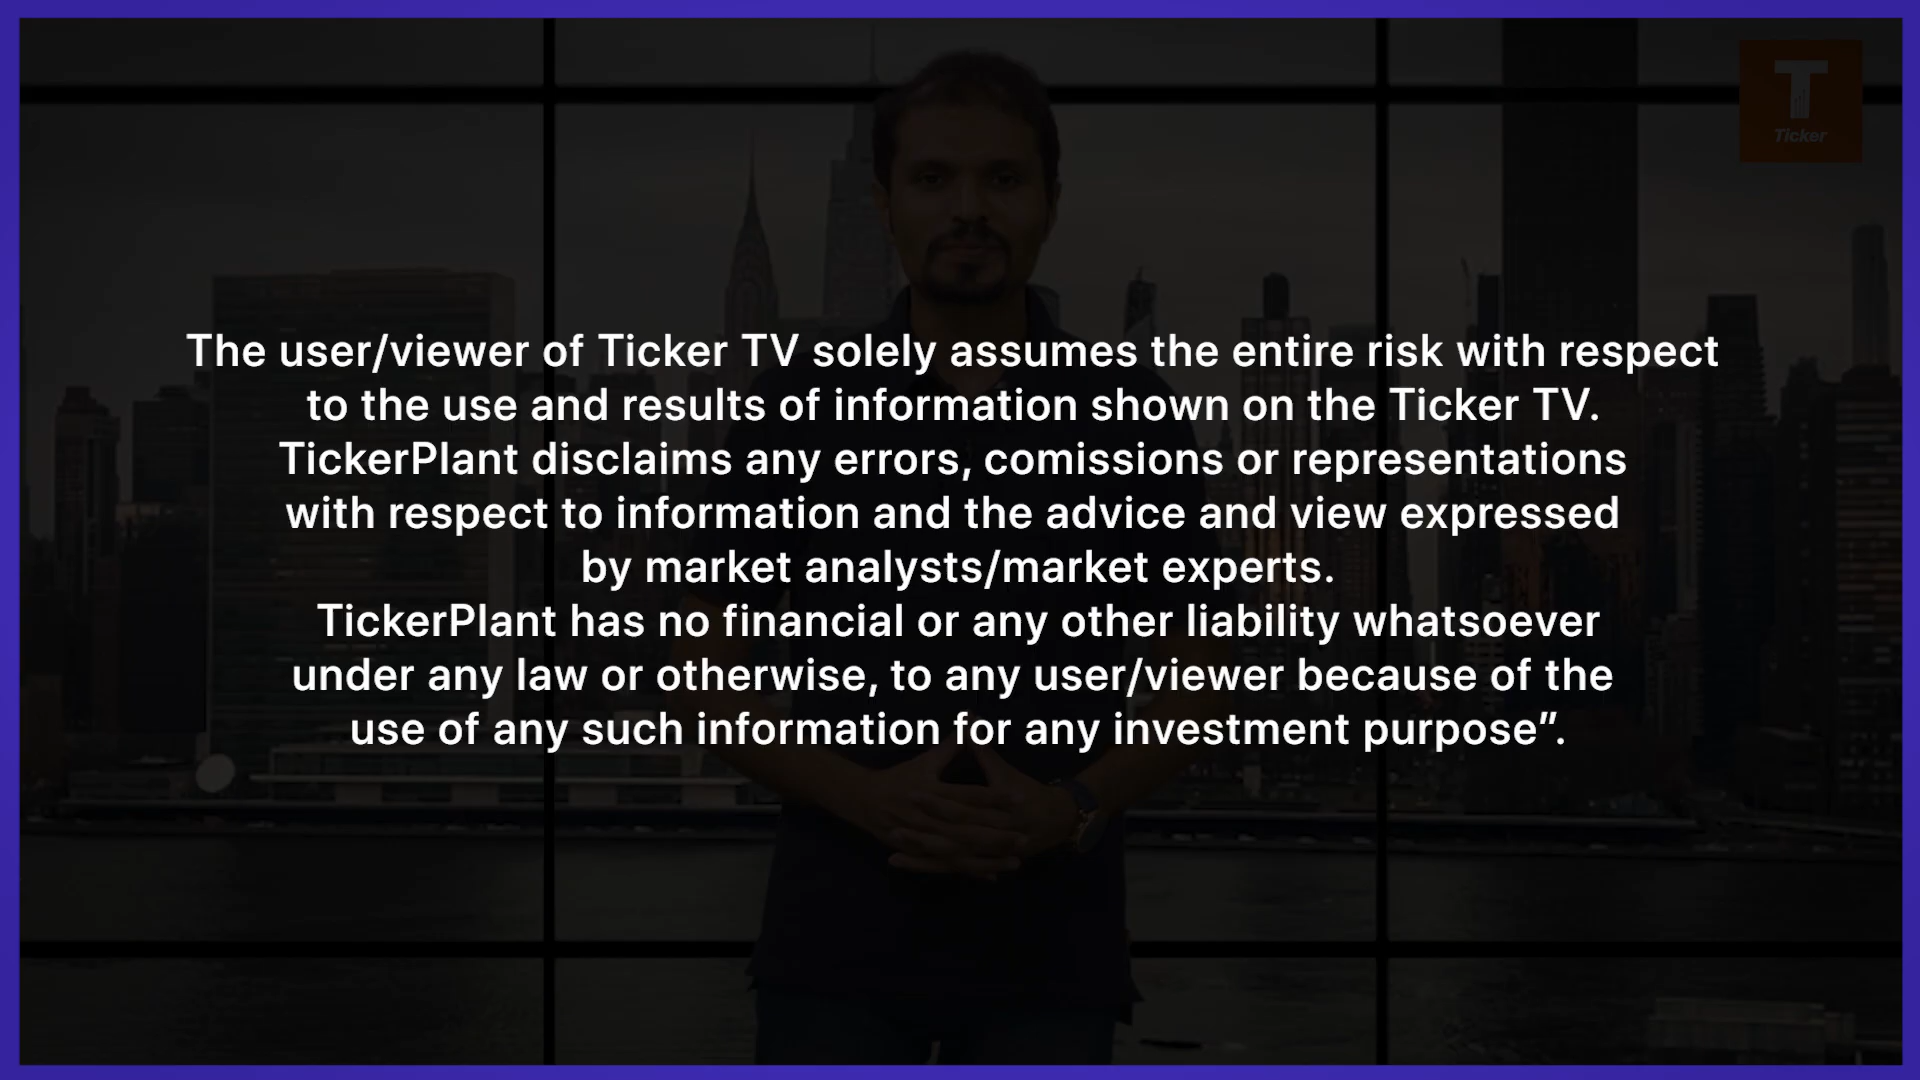 T
Ticker
The user/viewer of Ticker TV solely assumes the entire risk with respect
to the use and results of information shown on the Ticker TV.
TickerPlant disclaims any errors, comissions or representations
with respect to information and the advice and view expressed
by market analysts/market experts.
TickerPlant has no financial or any other liability whatsoever
under any law or otherwise, to any user/viewer because of the
use of any such information for any investment purpose”.